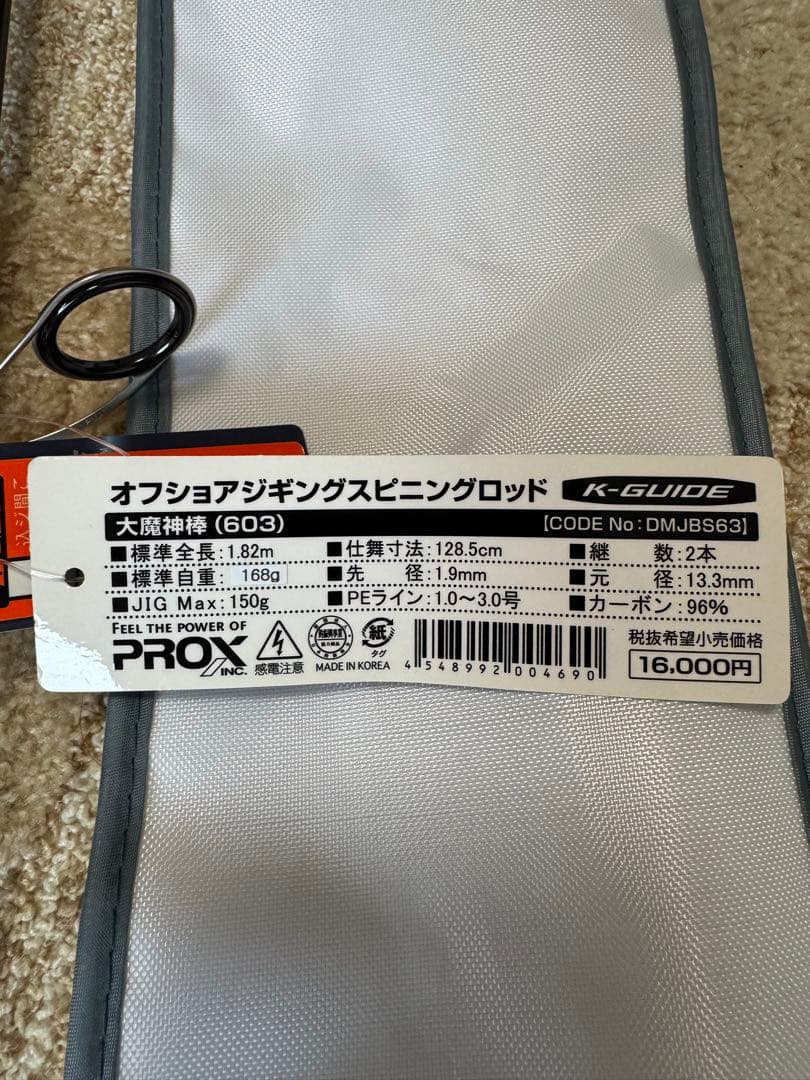 オフショアジギングスピニングロッド K-GUIDE
大魔神棒(603) 【CODE No:DMJBS63】
■標準全長:1.82m ■仕舞寸法:128.5cm ■継 数:2本
■標準自重: 168g ■先 径:1.9mm ■元 径:13.3mm
■JIG Max:150g ■PEライン:1.0〜3.0号 ■カーボン:96%
FEEL THE POWER OF
PROX INC.
感電注意
MADE IN KOREA
紙
タグ
4 548992 004690
税抜希望小売価格
16,000円